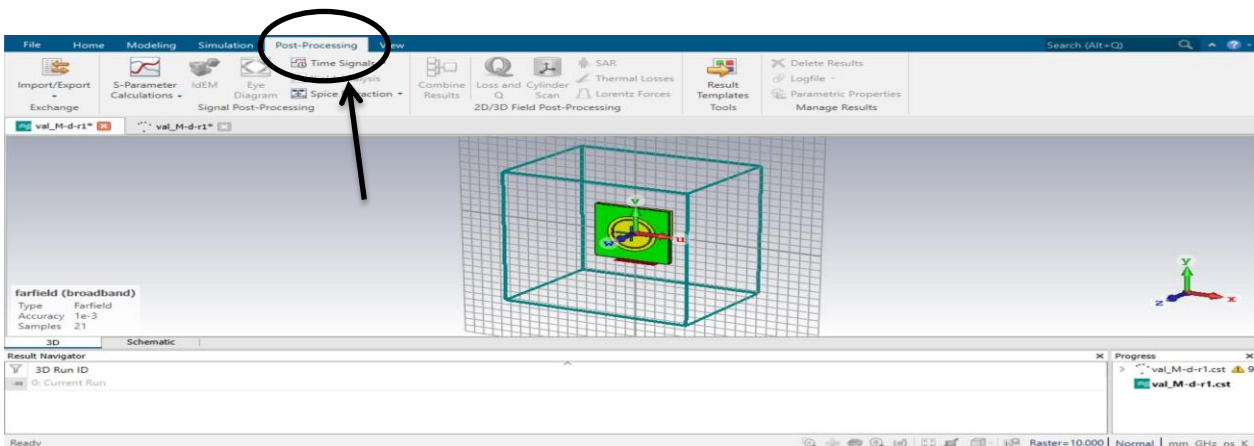 File Home Modeling Simulation Post-Processing View Search (Alt+Q)
Time Signals
SAR
Delete Results
Thermal Losses
Logfile
Import/Export S-Parameter Calculations IdEM Eye Diagram Spice Combine Results Loss and Q Cylinder Scan Lorentz Forces Result Templates Parametric Properties
Exchange Signal Post-Processing 2D/3D Field Post-Processing Tools Manage Results
val_M-d-r1* val_M-d-r1*
v
w u
y
z x
farfield (broadband)
Type Farfield
Accuracy 1e-3
Samples 21
3D Schematic
Result Navigator Progress
3D Run ID val_M-d-r1.cst 9
0: Current Run val_M-d-r1.cst
Ready Raster=10.000 Normal mm GHz ns K